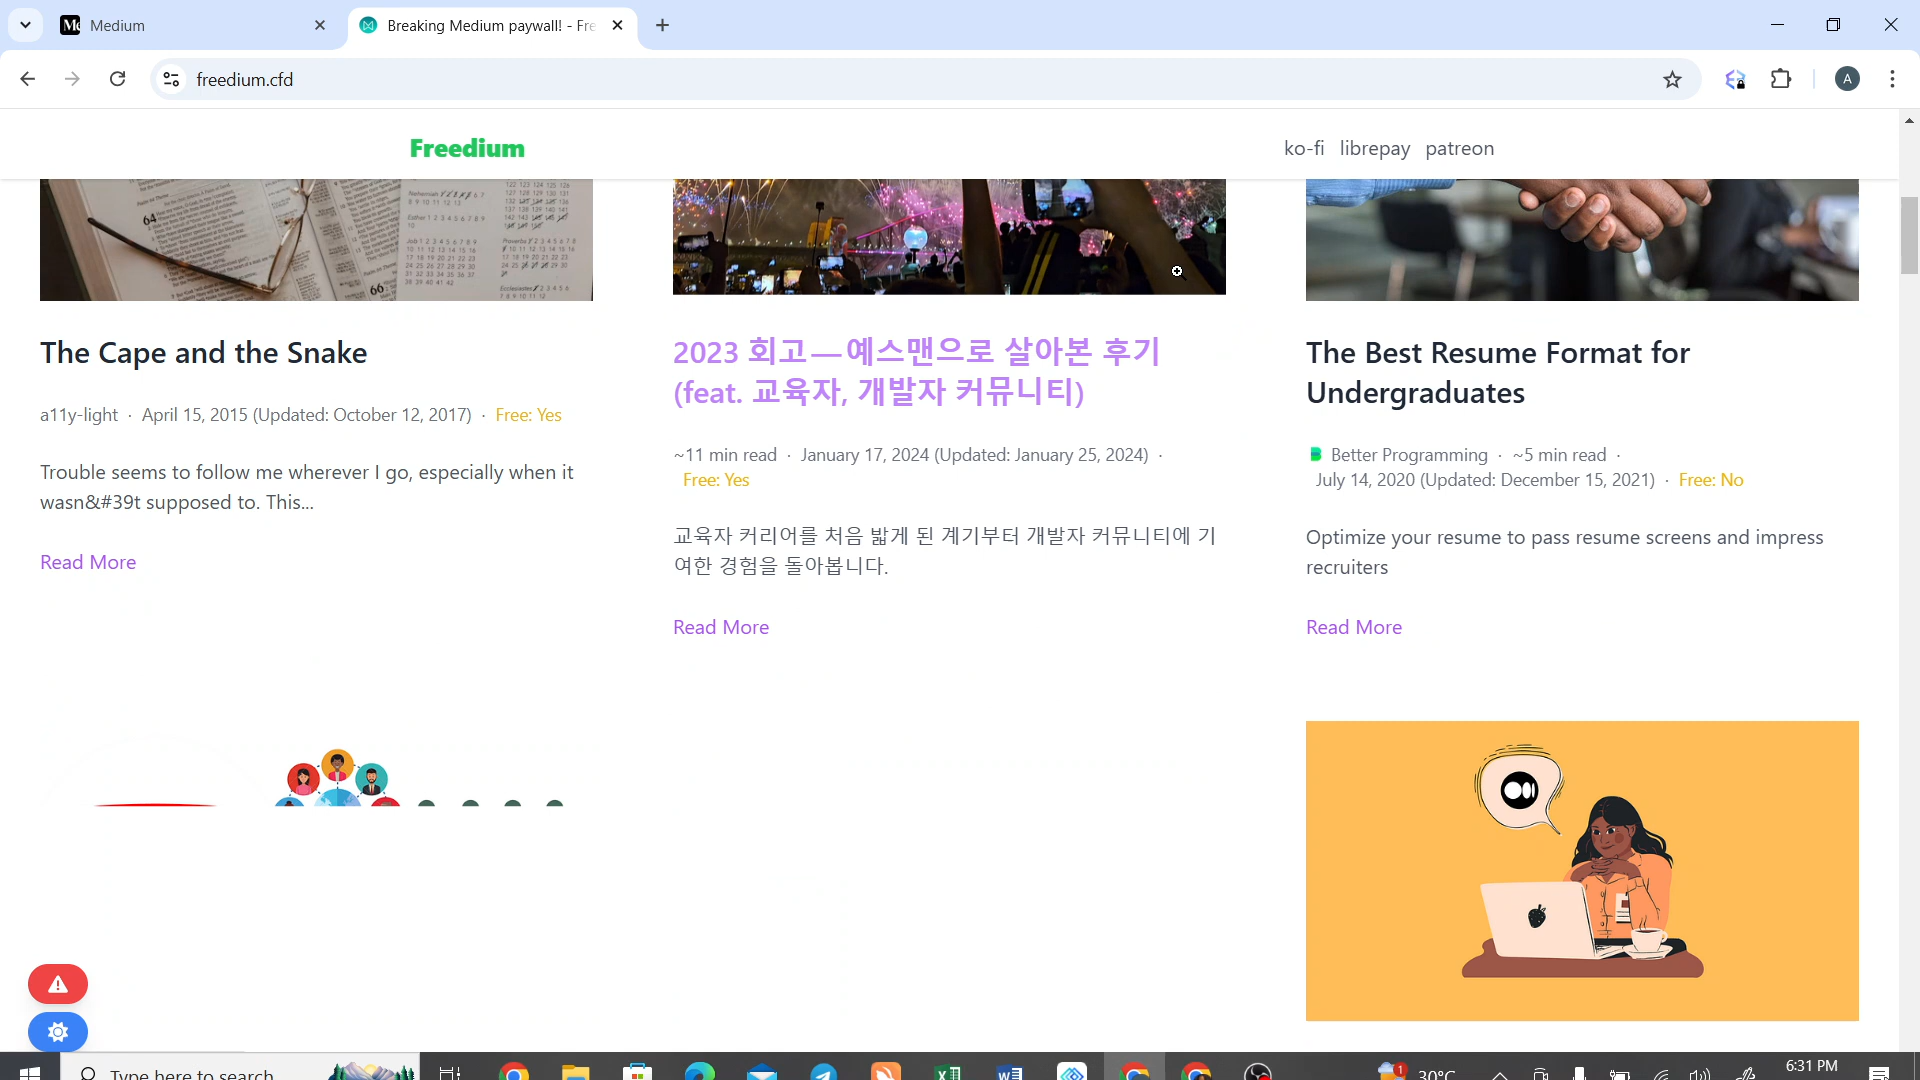 Medium
Breaking Medium paywall! - Fre
freedium.cfd
A
Freedium
ko-fi librepay patreon
64
66
The Cape and the Snake
a11y-light · April 15, 2015 (Updated: October 12, 2017) · Free: Yes
Trouble seems to follow me wherever I go, especially when it
wasn&#39t supposed to. This...
Read More
2023 회고 — 예스맨으로 살아본 후기
(feat. 교육자, 개발자 커뮤니티)
~11 min read · January 17, 2024 (Updated: January 25, 2024) ·
Free: Yes
교육자 커리어를 처음 밟게 된 계기부터 개발자 커뮤니티에 기
여한 경험을 돌아봅니다.
Read More
The Best Resume Format for
Undergraduates
Better Programming · ~5 min read ·
July 14, 2020 (Updated: December 15, 2021) · Free: No
Optimize your resume to pass resume screens and impress
recruiters
Read More
Type here to search
1
30°C
6:31 PM